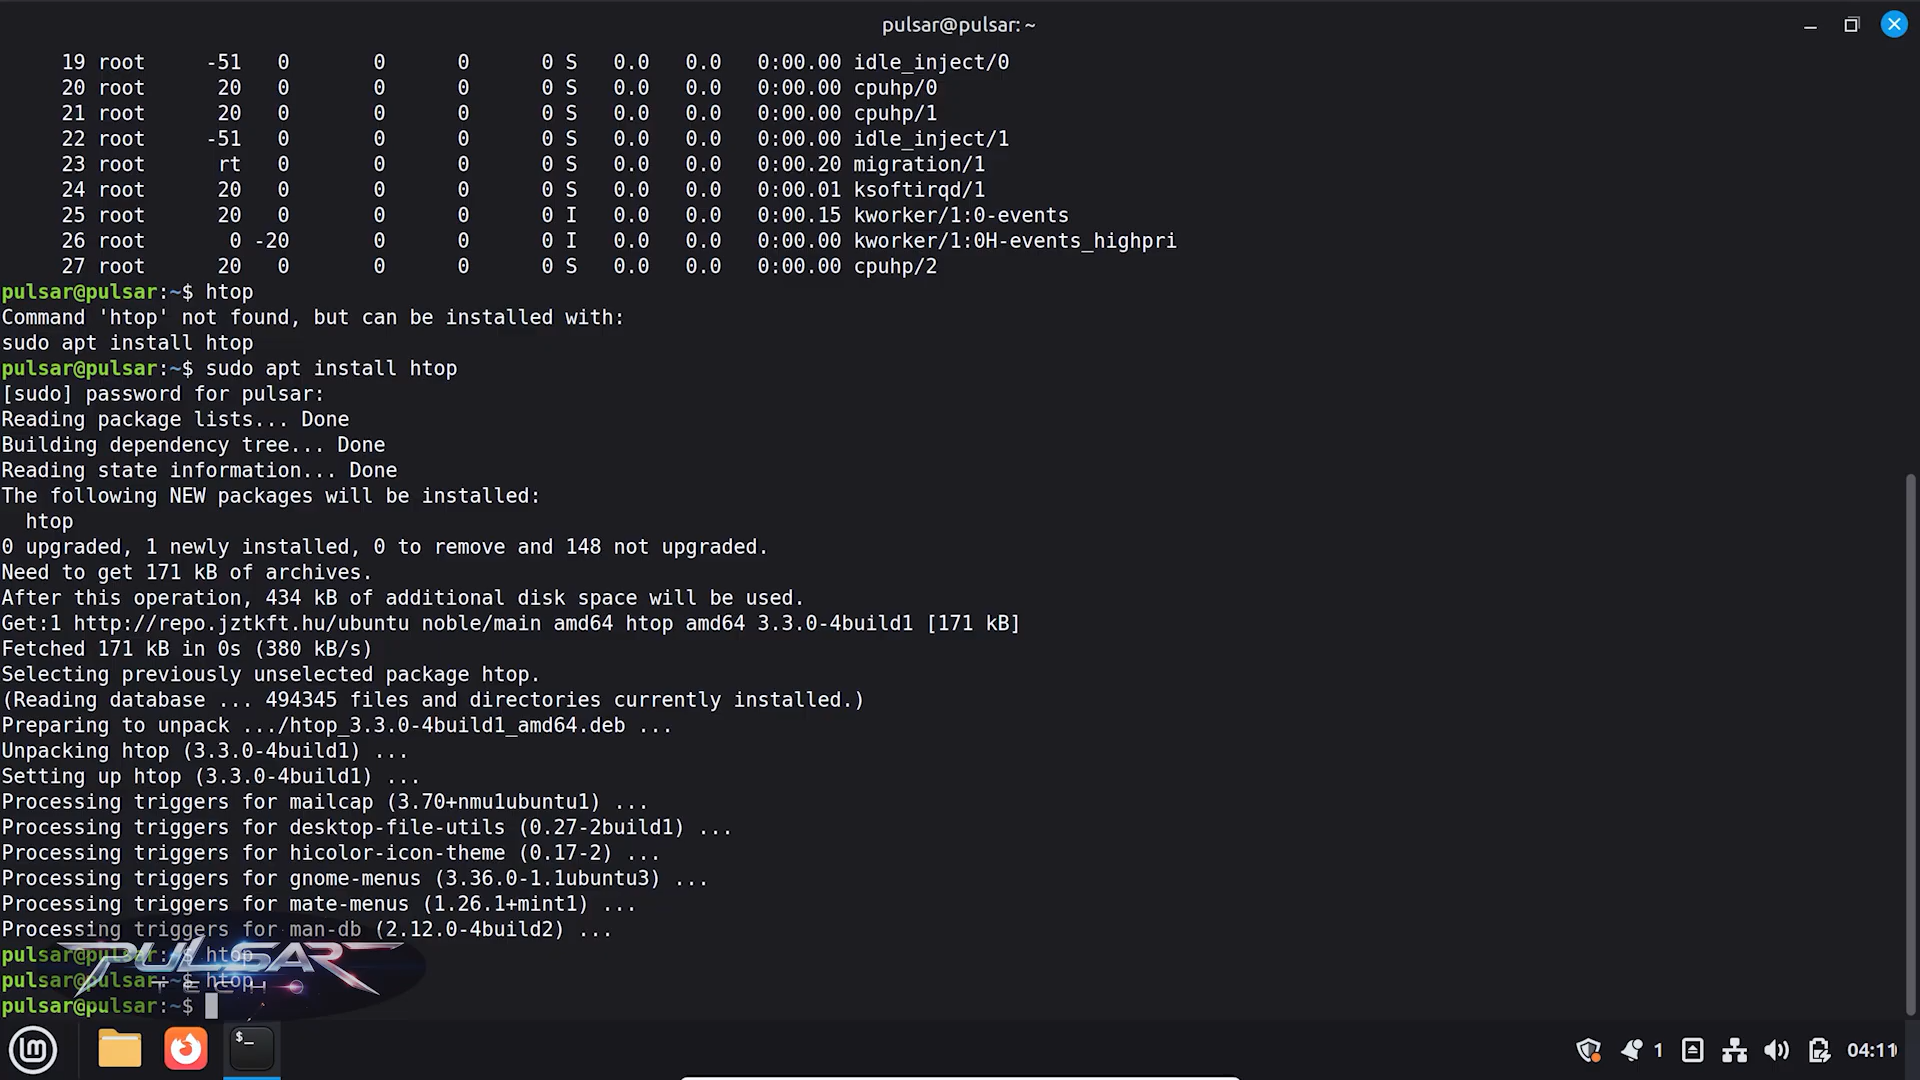 pulsar@pulsar: ~
19 root -51 0 0 0 0 S 0.0 0.0 0:00.00 idle_inject/0
20 root 20 0 0 0 0 S 0.0 0.0 0:00.00 cpuhp/0
21 root 20 0 0 0 0 S 0.0 0.0 0:00.00 cpuhp/1
22 root -51 0 0 0 0 S 0.0 0.0 0:00.00 idle_inject/1
23 root rt 0 0 0 0 S 0.0 0.0 0:00.20 migration/1
24 root 20 0 0 0 0 S 0.0 0.0 0:00.01 ksoftirqd/1
25 root 20 0 0 0 0 I 0.0 0.0 0:00.15 kworker/1:0-events
26 root 0 -20 0 0 0 I 0.0 0.0 0:00.00 kworker/1:0H-events_highpri
27 root 20 0 0 0 0 S 0.0 0.0 0:00.00 cpuhp/2
pulsar@pulsar:~$ htop
Command 'htop' not found, but can be installed with:
sudo apt install htop
pulsar@pulsar:~$ sudo apt install htop
[sudo] password for pulsar:
Reading package lists... Done
Building dependency tree... Done
Reading state information... Done
The following NEW packages will be installed:
htop
0 upgraded, 1 newly installed, 0 to remove and 148 not upgraded.
Need to get 171 kB of archives.
After this operation, 434 kB of additional disk space will be used.
Get:1 http://repo.jztkft.hu/ubuntu noble/main amd64 htop amd64 3.3.0-4build1 [171 kB]
Fetched 171 kB in 0s (380 kB/s)
Selecting previously unselected package htop.
(Reading database ... 494345 files and directories currently installed.)
Preparing to unpack .../htop_3.3.0-4build1_amd64.deb ...
Unpacking htop (3.3.0-4build1) ...
Setting up htop (3.3.0-4build1) ...
Processing triggers for mailcap (3.70+nmu1ubuntu1) ...
Processing triggers for desktop-file-utils (0.27-2build1) ...
Processing triggers for hicolor-icon-theme (0.17-2) ...
Processing triggers for gnome-menus (3.36.0-1.1ubuntu3) ...
Processing triggers for mate-menus (1.26.1+mint1) ...
Processing triggers for man-db (2.12.0-4build2) ...
pulsar@pulsar:~$ htop
pulsar@pulsar:~$ htop
pulsar@pulsar:~$
PULSAR
TECH
$_
1
04:11